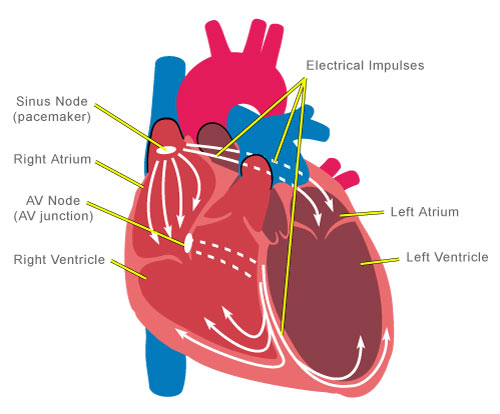 Electrical Impulses
Sinus Node
(pacemaker)
Right Atrium
AV Node
(AV junction)
Left Atrium
Right Ventricle
Left Ventricle